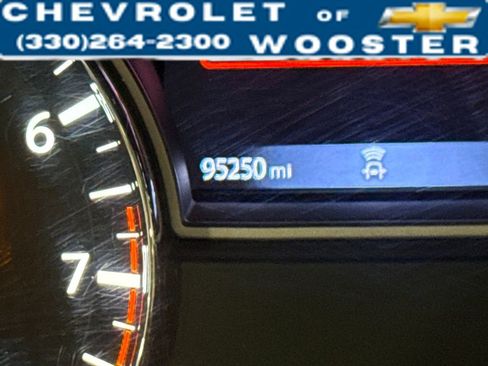 CHEVROLET OF
(330)264-2300 WOOSTER
6
95250 mi
7